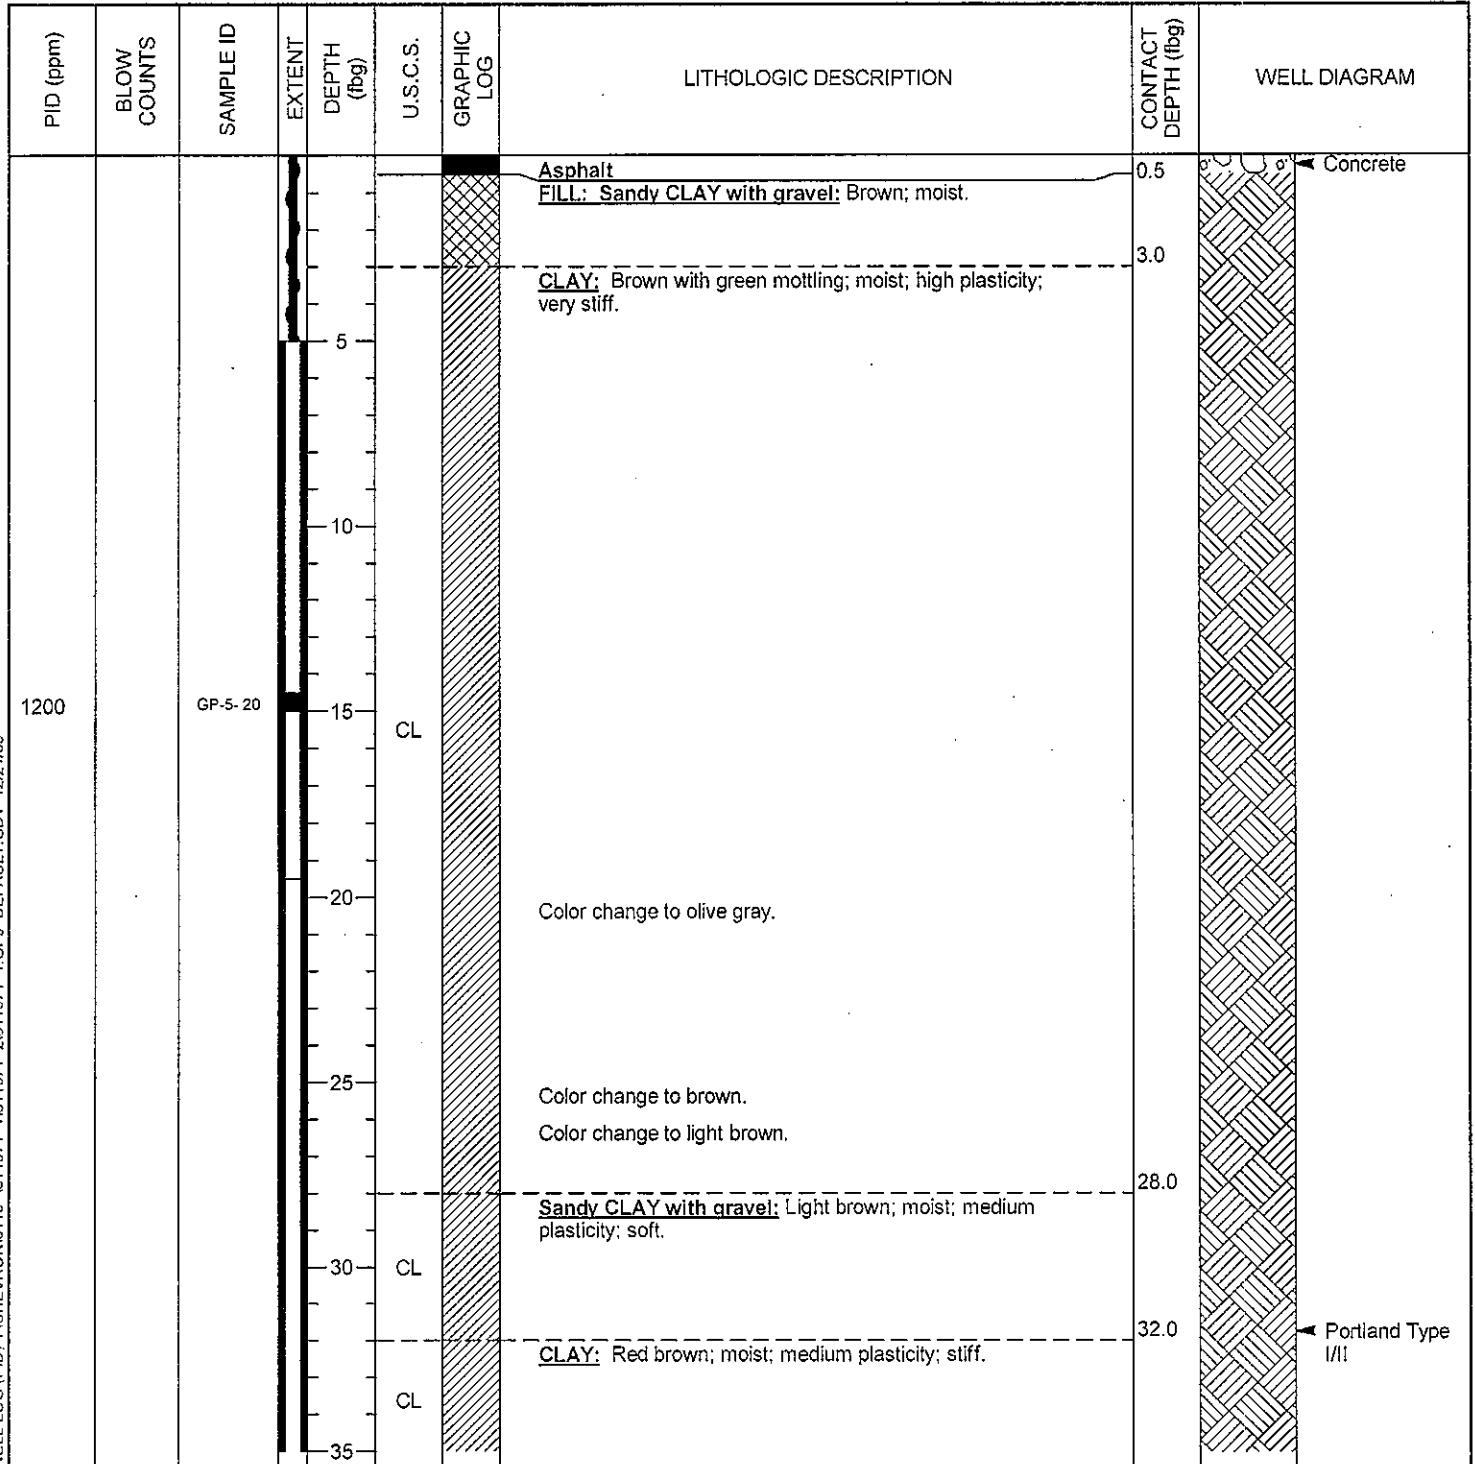 PID (ppm)
BLOW
COUNTS
SAMPLE ID
EXTENT
DEPTH
(fbg)
U.S.C.S.
GRAPHIC
LOG
LITHOLOGIC DESCRIPTION
CONTACT
DEPTH (fbg)
WELL DIAGRAM
Asphalt
0.5
Concrete
FILL: Sandy CLAY with gravel: Brown; moist.
3.0
CLAY: Brown with green mottling; moist; high plasticity;
very stiff.
5
10
1200
GP-5- 20
15
CL
20
Color change to olive gray.
25
Color change to brown.
Color change to light brown.
28.0
Sandy CLAY with gravel: Light brown; moist; medium
plasticity; soft.
30
CL
32.0
Portland Type
I/II
CLAY: Red brown; moist; medium plasticity; stiff.
CL
35